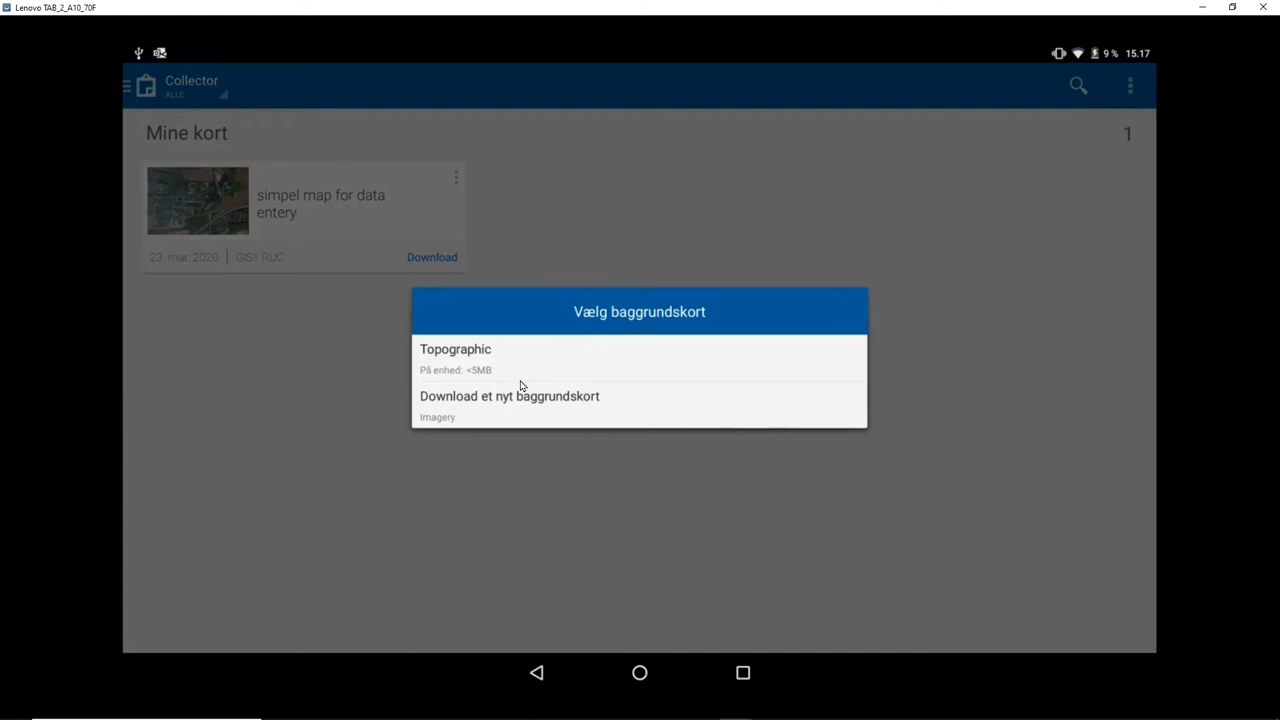 Lenovo TAB_2_A10_70F
9 % 15.17
Collector
ALLE
Mine kort
1
simpel map for data
entery
23. mar. 2020 GIS1 RUC Download
Vælg baggrundskort
Topographic
På enhed: <5MB
Download et nyt baggrundskort
Imagery